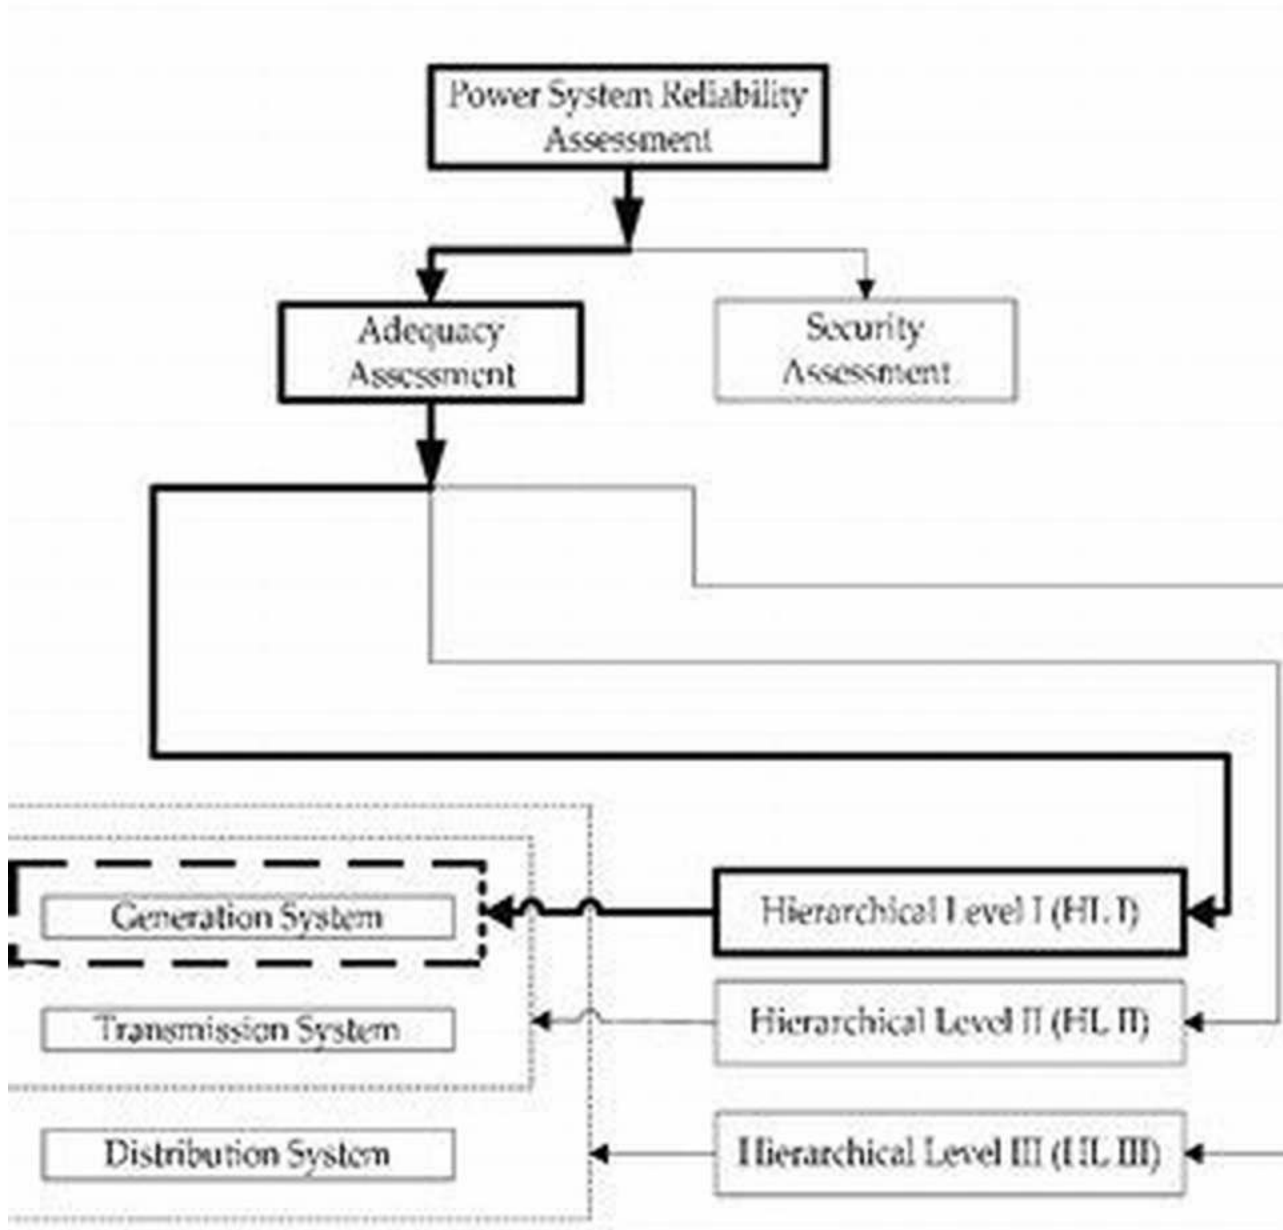 Power System Reliability
Assessment
Adequacy
Assessment
Security
Assessment
Generation System
Hierarchical Level I (HL I)
Transmission System
Hierarchical Level II (HL II)
Distribution System
Hierarchical Level III (HL III)